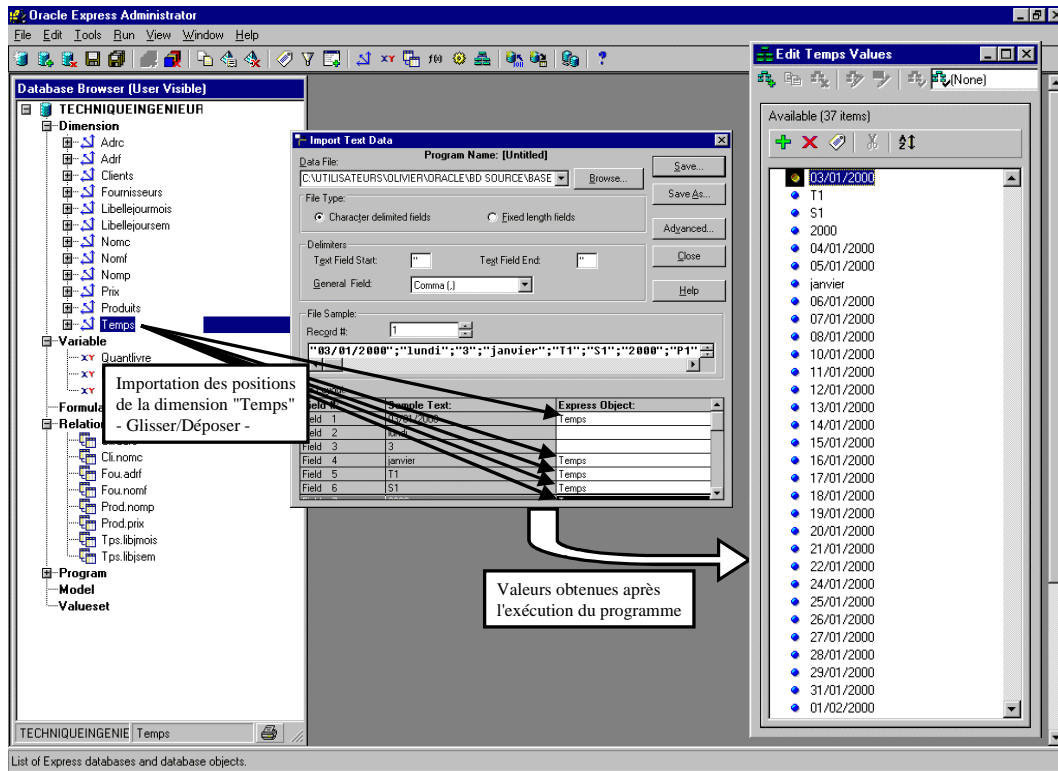 Oracle Express Administrator
File Edit Tools Run View Window Help
Database Browser (User Visible)
TECHNIQUEINGENIEUR
Dimension
Adrc
Adrf
Clients
Fournisseurs
Libellejourmois
Libellejoursem
Nomc
Nomf
Nomp
Prix
Produits
Temps
Variable
Quantlivre
Formula
Relation
Cli.nomc
Fou.adrf
Fou.nomf
Prod.nomp
Prod.prix
Tps.libjmois
Tps.libjsem
Program
Model
Valueset
TECHNIQUEINGENIE Temps
List of Express databases and database objects.
Importation des positions
de la dimension "Temps"
- Glisser/Déposer -
Import Text Data
Program Name: [Untitled]
Data File:
C:\UTILISATEURS\OLIVIER\ORACLE\BD SOURCE\BASE
Browse...
Save...
Save As...
Advanced...
Close
Help
File Type:
Character delimited fields
Fixed length fields
Delimiters
Text Field Start: "
Text Field End: "
General Field: Comma (,)
File Sample:
Record #: 1
"03/01/2000";"lundi";"3";"janvier";"T1";"S1";"2000";"P1"
Field #: Sample Text: Express Object:
Field 1 03/01/2000 Temps
Field 2 lundi
Field 3 3
Field 4 janvier Temps
Field 5 T1 Temps
Field 6 S1 Temps
Valeurs obtenues après
l'exécution du programme
Edit Temps Values
(None)
Available (37 items)
03/01/2000
T1
S1
2000
04/01/2000
05/01/2000
janvier
06/01/2000
07/01/2000
08/01/2000
10/01/2000
11/01/2000
12/01/2000
13/01/2000
14/01/2000
15/01/2000
16/01/2000
17/01/2000
18/01/2000
19/01/2000
20/01/2000
21/01/2000
22/01/2000
24/01/2000
25/01/2000
26/01/2000
27/01/2000
28/01/2000
29/01/2000
31/01/2000
01/02/2000